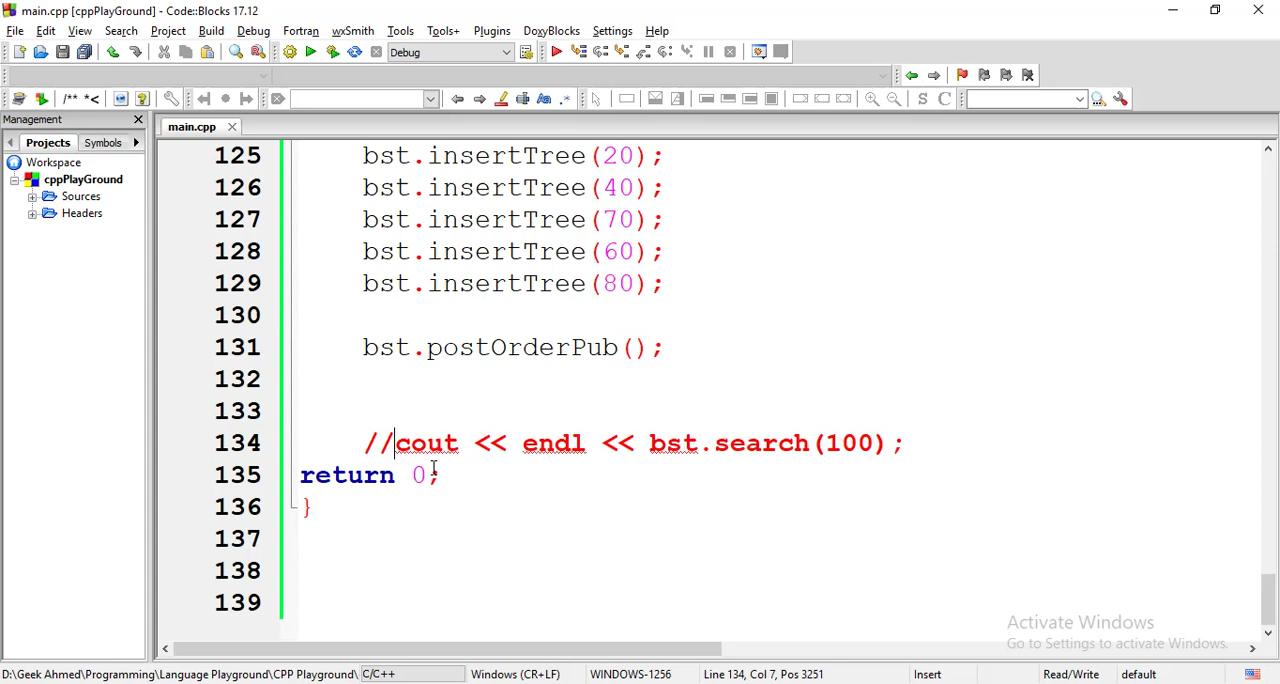 main.cpp [cppPlayGround] - Code::Blocks 17.12
File Edit View Search Project Build Debug Fortran wxSmith Tools Tools+ Plugins DoxyBlocks Settings Help
Debug
/** *<
S C
Management
main.cpp
Projects Symbols
Workspace
cppPlayGround
Sources
Headers
125 bst.insertTree(20);
126 bst.insertTree(40);
127 bst.insertTree(70);
128 bst.insertTree(60);
129 bst.insertTree(80);
130
131 bst.postOrderPub();
132
133
134 //cout << endl << bst.search(100);
135 return 0;
136 }
137
138
139
Activate Windows
Go to Settings to activate Windows.
D:\Geek Ahmed\Programming\Language Playground\CPP Playground\ C/C++ Windows (CR+LF) WINDOWS-1256 Line 134, Col 7, Pos 3251 Insert Read/Write default